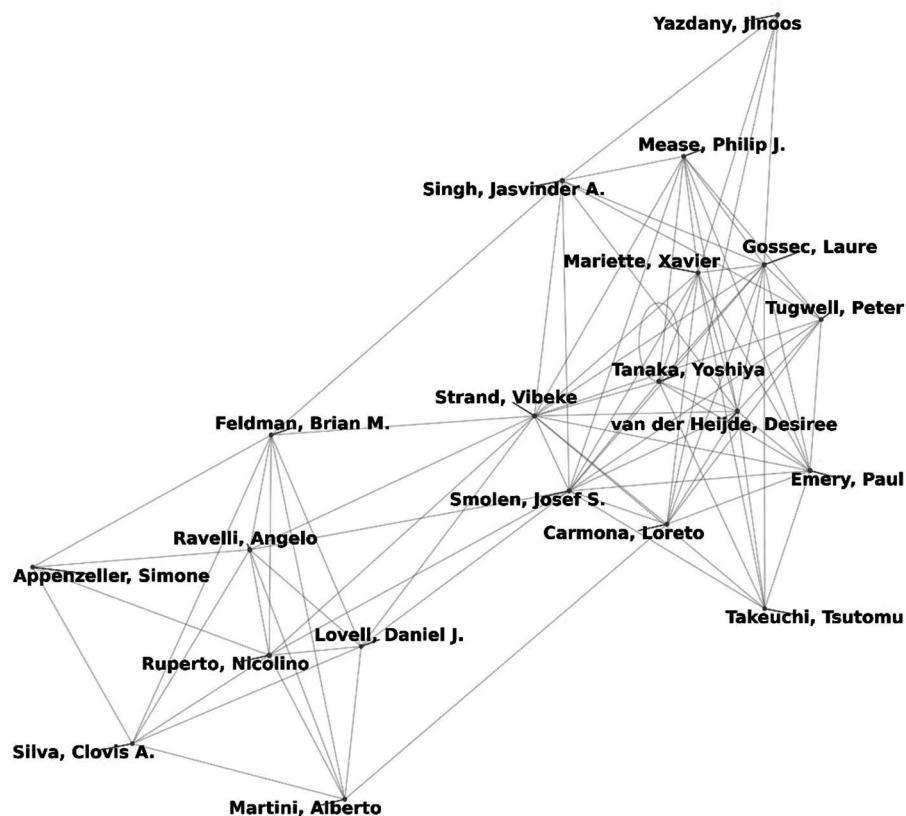 Yazdany, Jinoos
Mease, Philip J.
Singh, Jasvinder A.
Gossec, Laure
Mariette, Xavier
Tugwell, Peter
Tanaka, Yoshiya
Strand, Vibeke
Feldman, Brian M.
van der Heijde, Desiree
Emery, Paul
Smolen, Josef S.
Carmona, Loreto
Ravelli, Angelo
Appenzeller, Simone
Takeuchi, Tsutomu
Lovell, Daniel J.
Ruperto, Nicolino
Silva, Clovis A.
Martini, Alberto